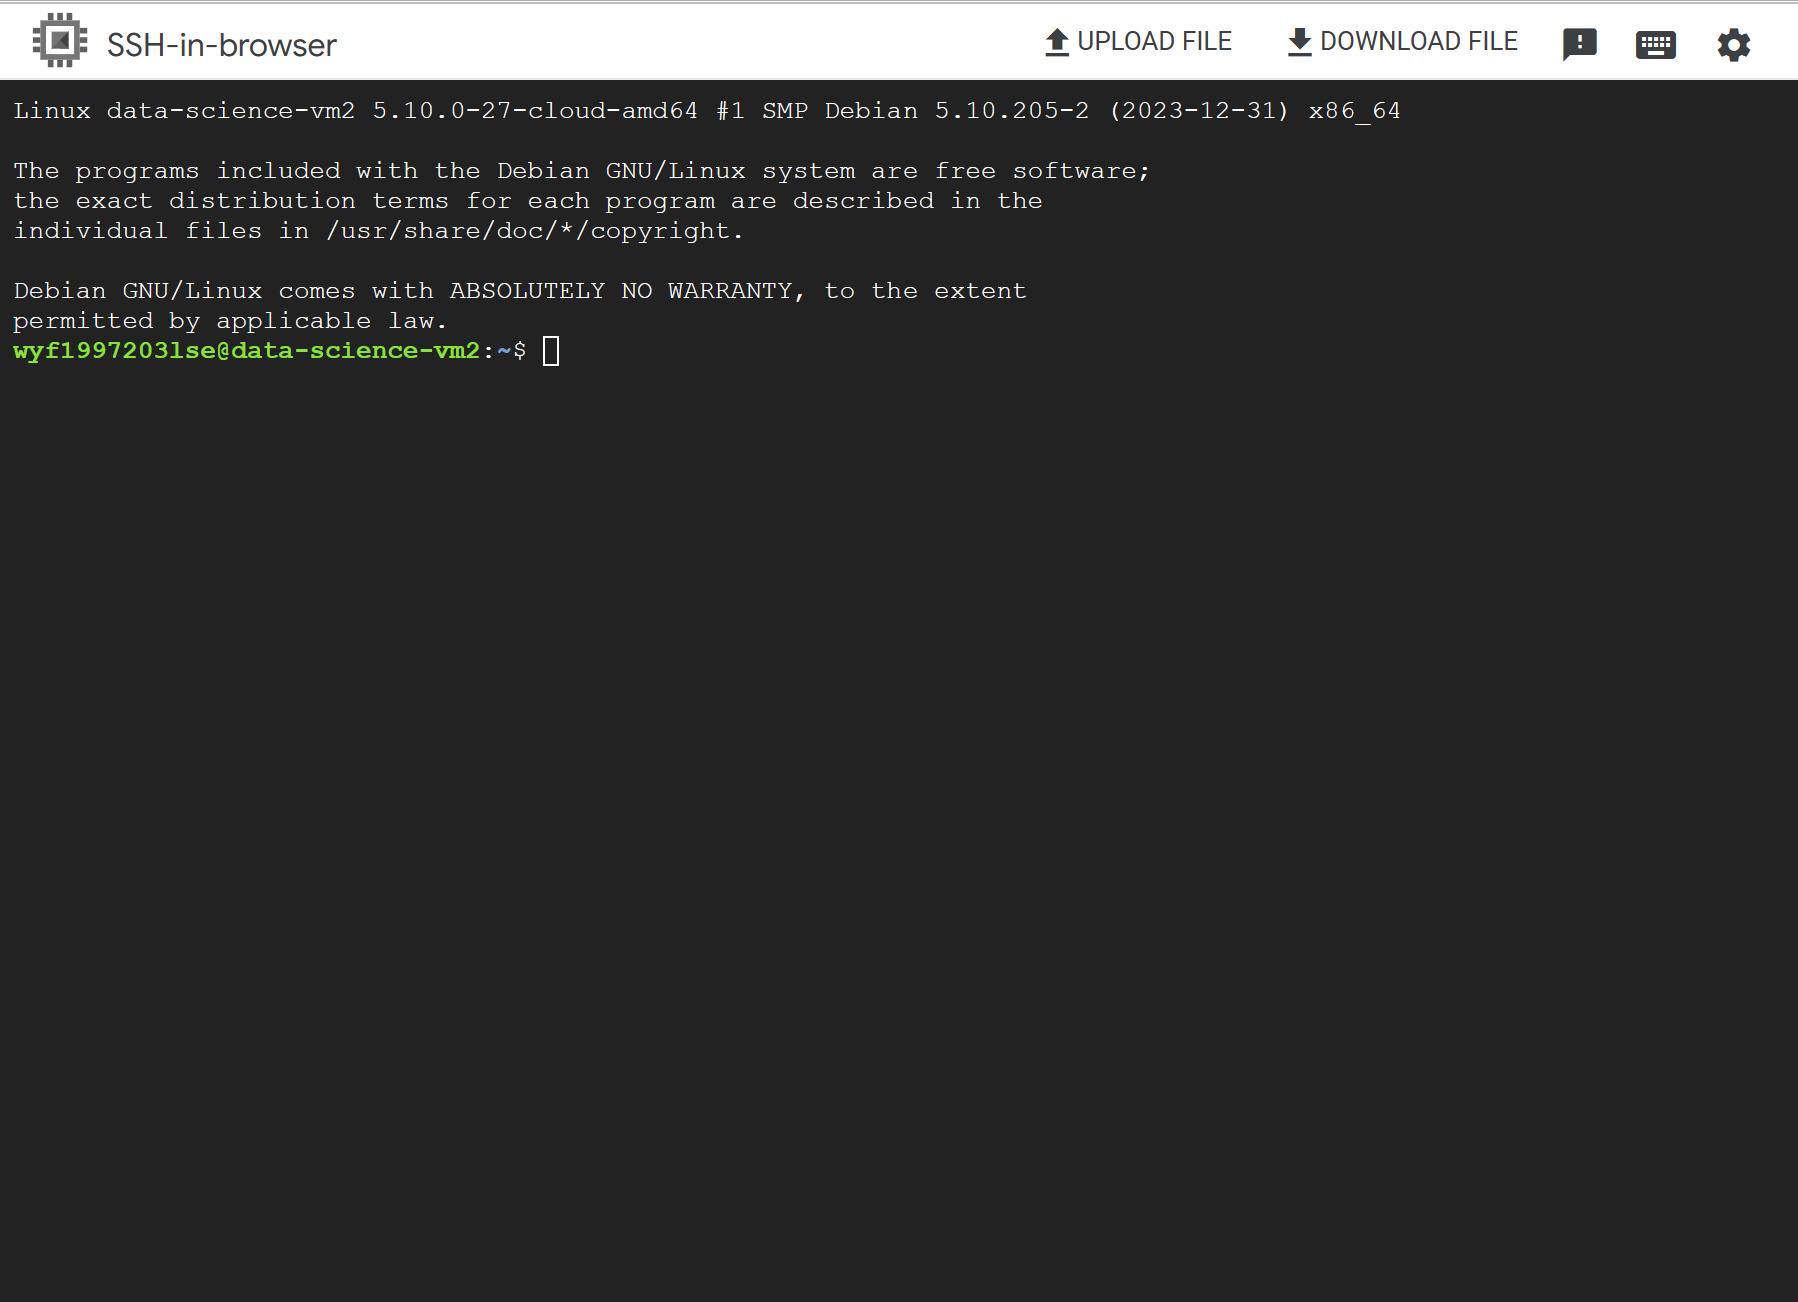 SSH-in-browser
UPLOAD FILE
DOWNLOAD FILE
Linux data-science-vm2 5.10.0-27-cloud-amd64 #1 SMP Debian 5.10.205-2 (2023-12-31) x86_64
The programs included with the Debian GNU/Linux system are free software;
the exact distribution terms for each program are described in the
individual files in /usr/share/doc/*/copyright.
Debian GNU/Linux comes with ABSOLUTELY NO WARRANTY, to the extent
permitted by applicable law.
wyf1997203lse@data-science-vm2:~$